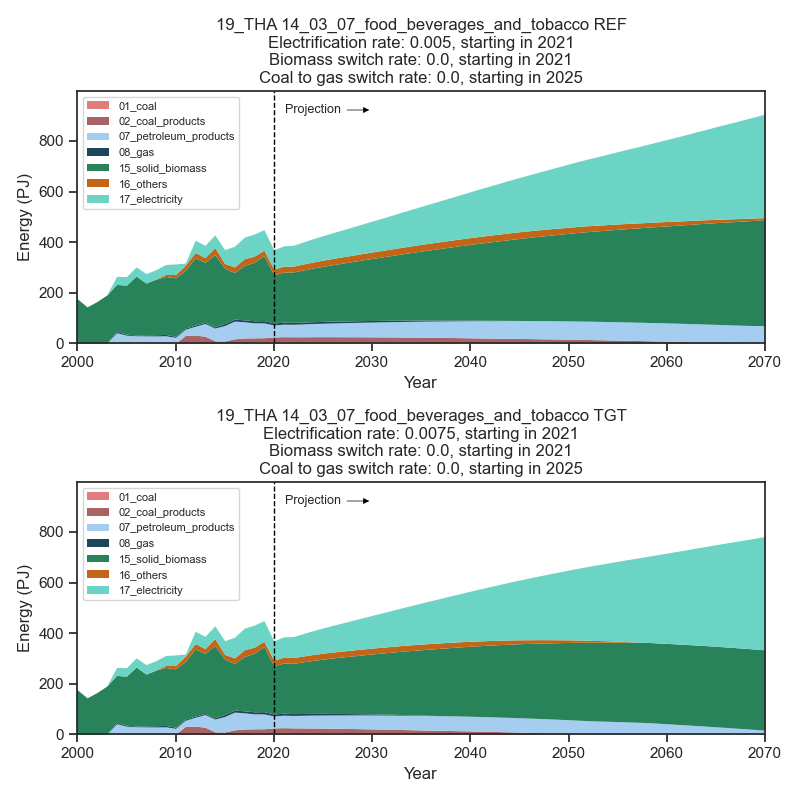 19_THA 14_03_07_food_beverages_and_tobacco REF
Electrification rate: 0.005, starting in 2021
Biomass switch rate: 0.0, starting in 2021
Coal to gas switch rate: 0.0, starting in 2025
Projection
01_coal
02_coal_products
07_petroleum_products
08_gas
15_solid_biomass
16_others
17_electricity
Energy (PJ)
800
600
400
200
0
2000 2010 2020 2030 2040 2050 2060 2070
Year
19_THA 14_03_07_food_beverages_and_tobacco TGT
Electrification rate: 0.0075, starting in 2021
Biomass switch rate: 0.0, starting in 2021
Coal to gas switch rate: 0.0, starting in 2025
Projection
01_coal
02_coal_products
07_petroleum_products
08_gas
15_solid_biomass
16_others
17_electricity
Energy (PJ)
800
600
400
200
0
2000 2010 2020 2030 2040 2050 2060 2070
Year